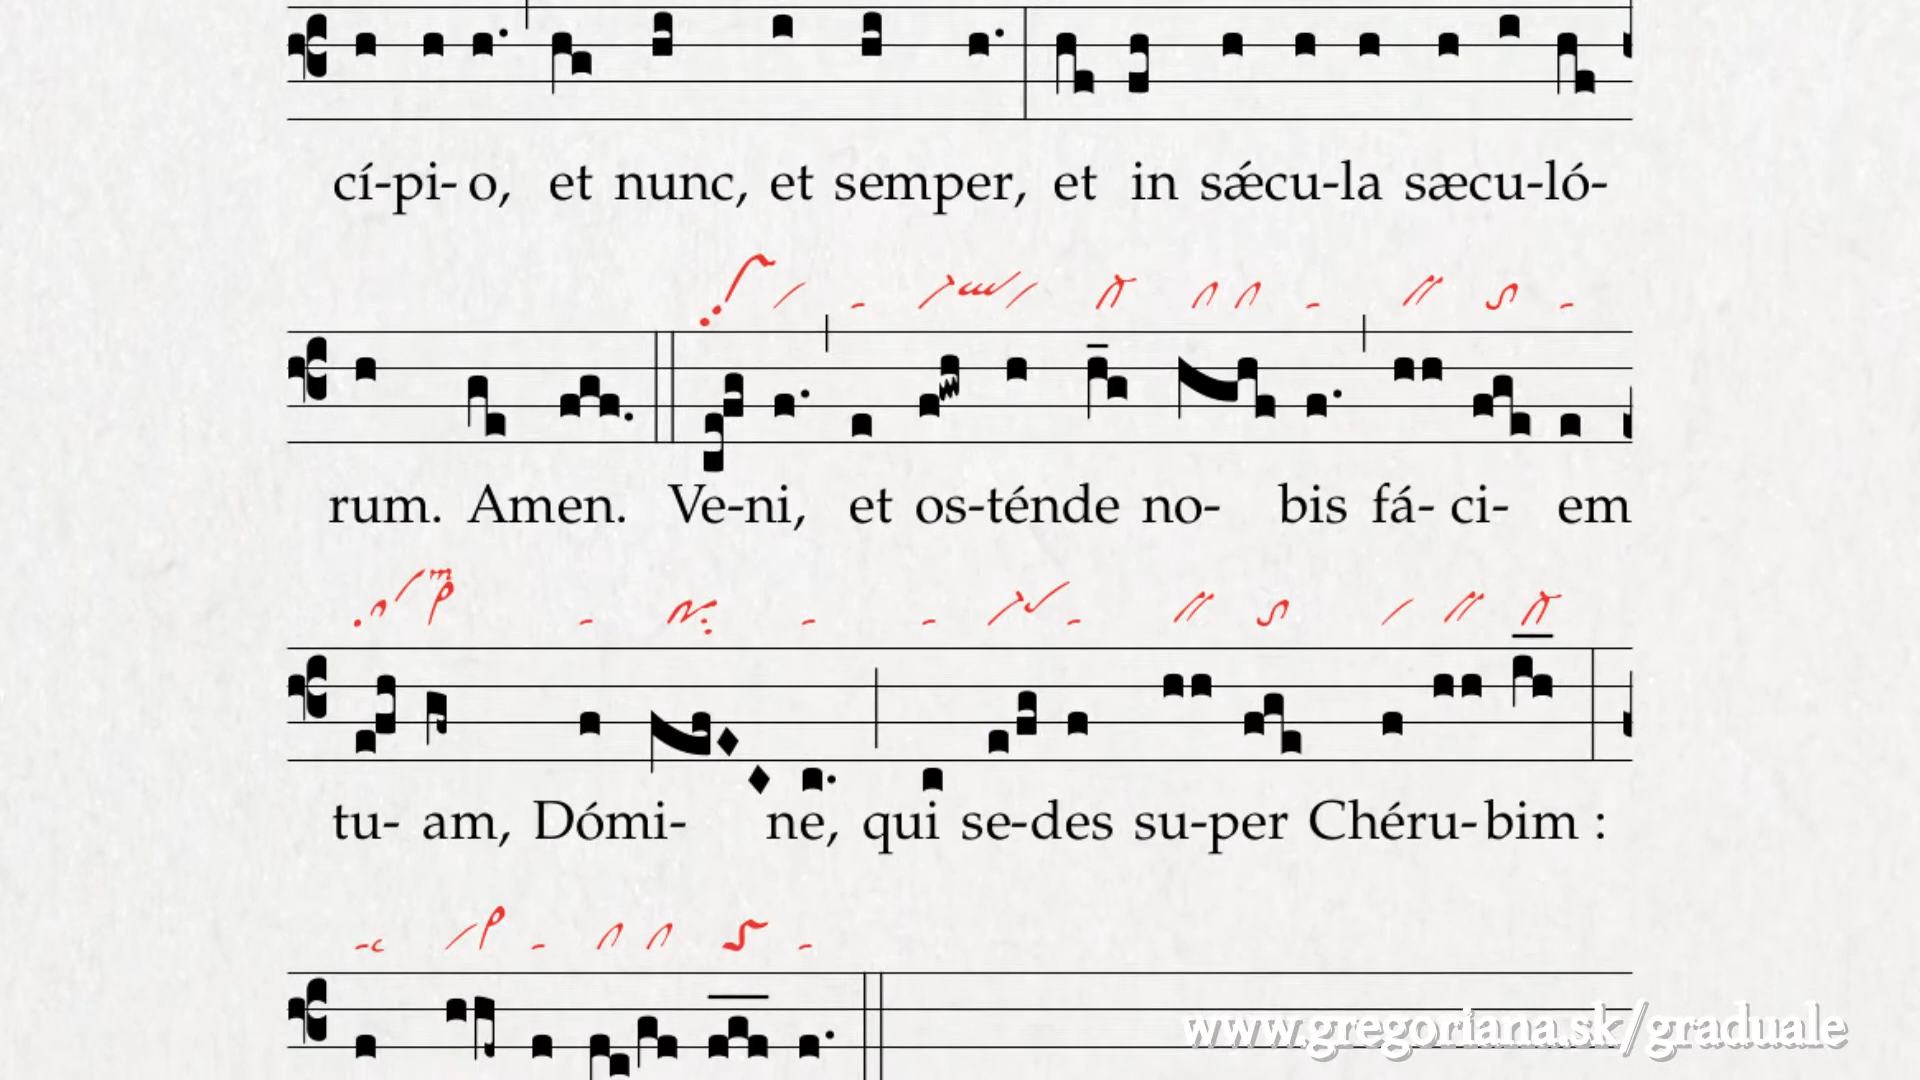 cí-pi-o, et nunc, et semper, et in sǽcu-la sæcu-ló-
rum. Amen. Ve-ni, et os-ténde no- bis fá- ci- em
tu- am, Dómi- ne, qui se-des su-per Chéru-bim :
www.gregoriana.sk/graduale